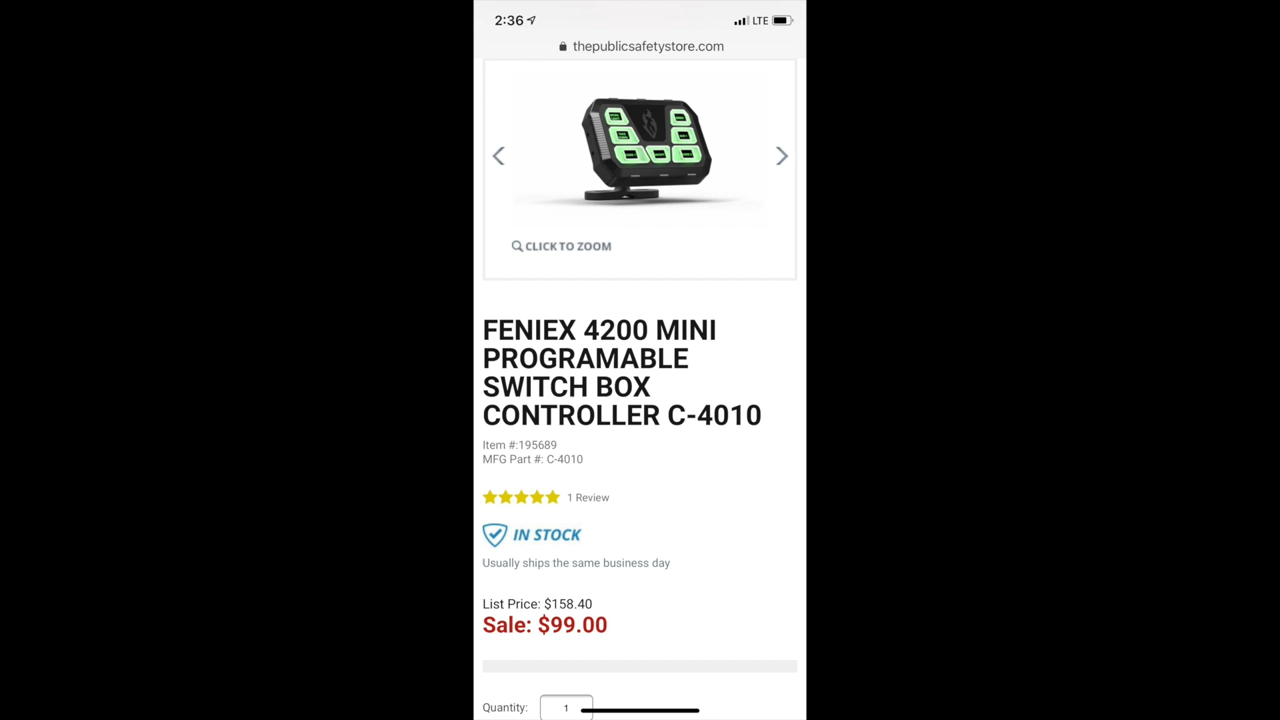 2:36
LTE
thepublicsafetystore.com
CLICK TO ZOOM
FENIEX 4200 MINI
PROGRAMABLE
SWITCH BOX
CONTROLLER C-4010
Item #:195689
MFG Part #: C-4010
1 Review
IN STOCK
Usually ships the same business day
List Price: $158.40
Sale: $99.00
Quantity: 1